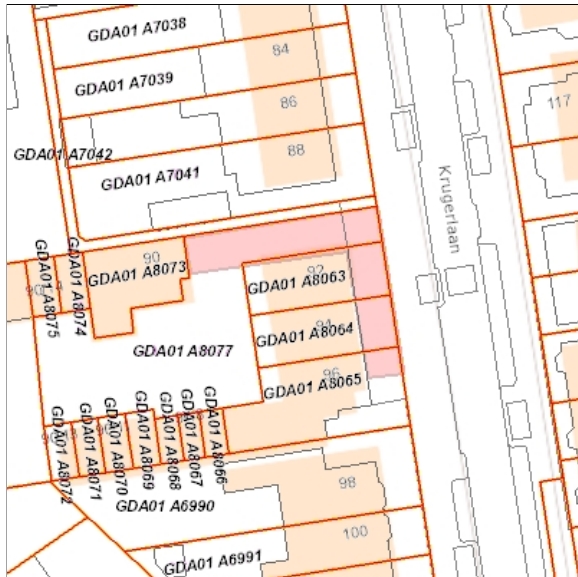 GDA01 A7038
84
GDA01 A7039
86
117
GDA01 A7042
88
GDA01 A7041
Krugerlaan
90
GDA01 A8075
GDA01 A8074
GDA01 A8073
92
GDA01 A8063
94
GDA01 A8064
GDA01 A8077
96
GDA01 A8065
GDA01 A8072
GDA01 A8071
GDA01 A8070
GDA01 A8069
GDA01 A8068
GDA01 A8067
GDA01 A8066
98
GDA01 A6990
100
GDA01 A6991